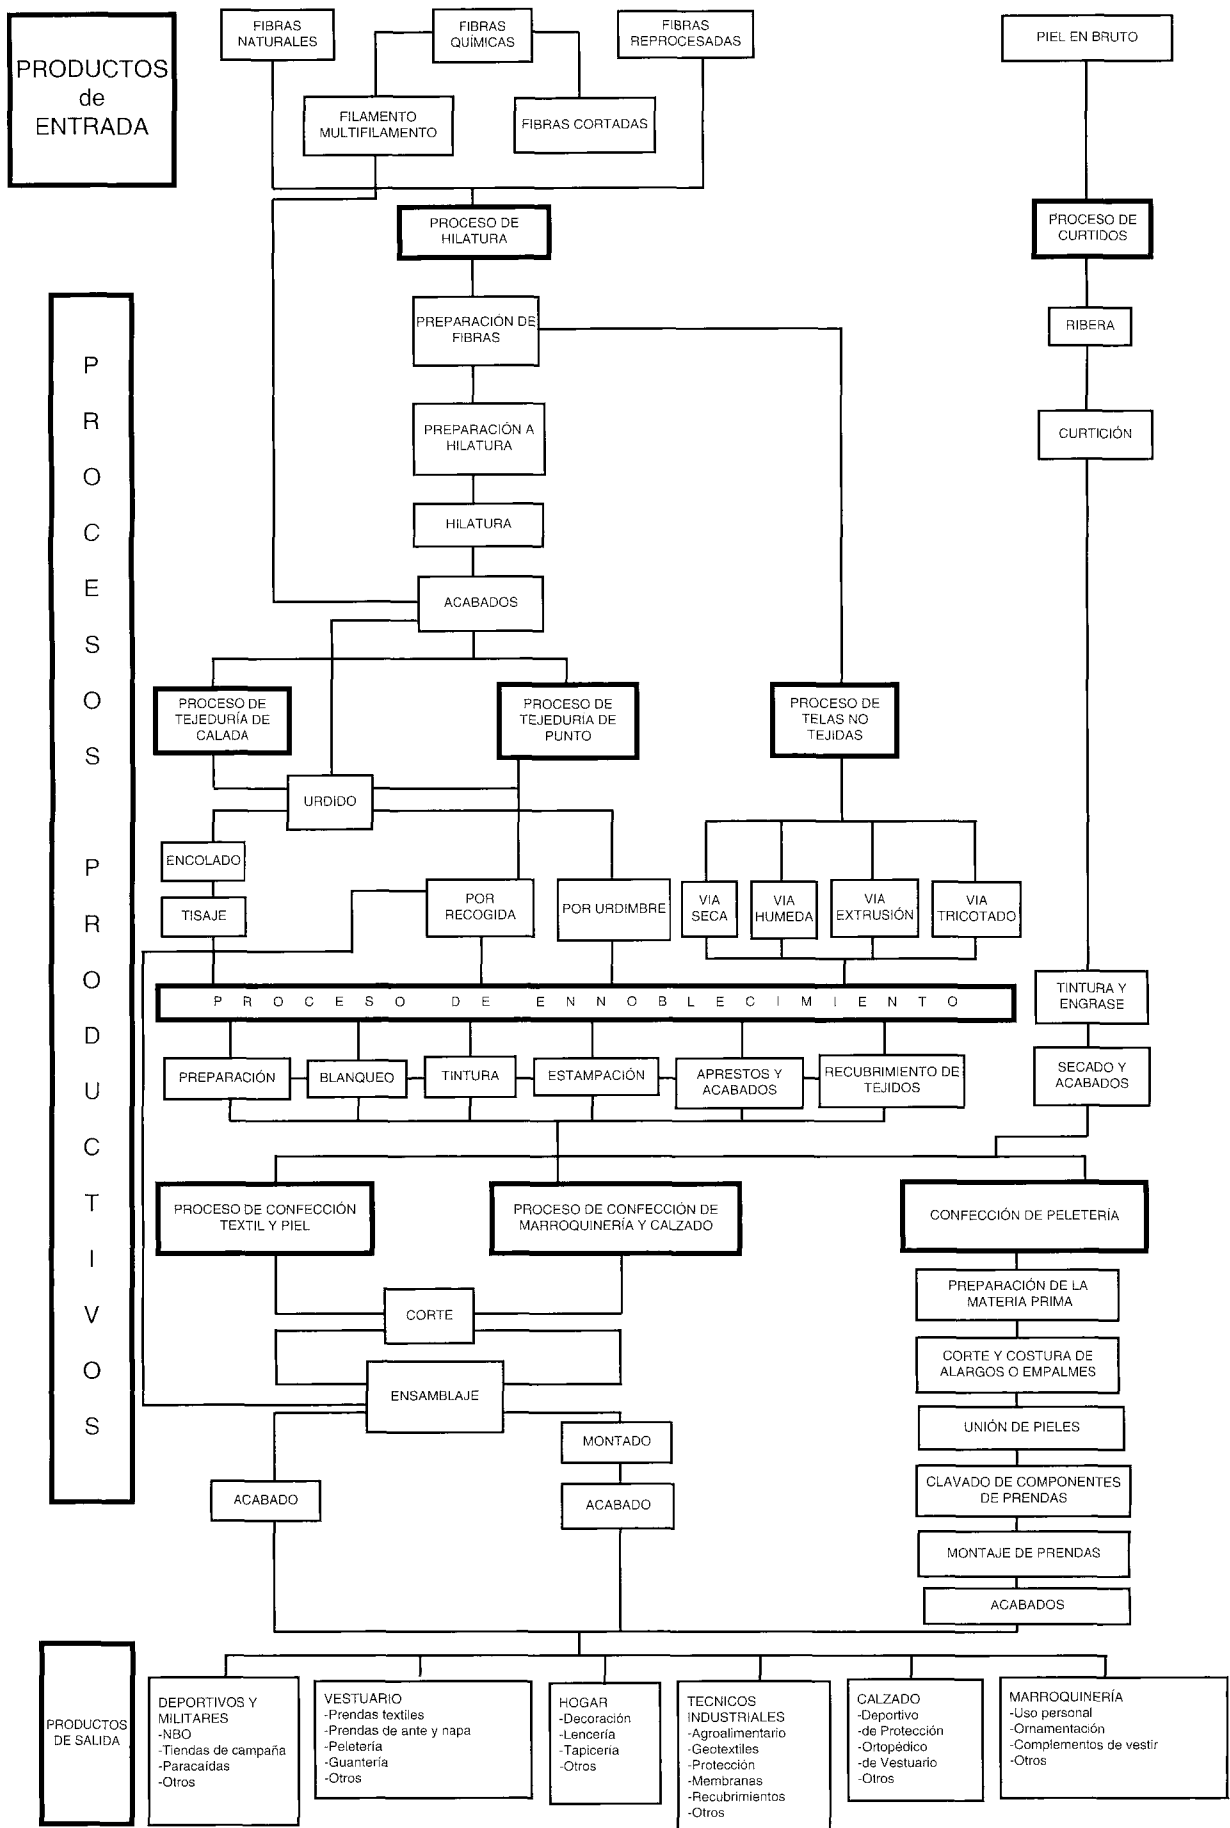 PRODUCTOS
de
ENTRADA
FIBRAS
NATURALES
FIBRAS
QUÍMICAS
FIBRAS
REPROCESADAS
PIEL EN BRUTO
FILAMENTO
MULTIFILAMENTO
FIBRAS CORTADAS
PROCESO DE
HILATURA
PROCESO DE
CURTIDOS
PROCESOS PRODUCTIVOS
PREPARACIÓN DE
FIBRAS
RIBERA
PREPARACIÓN A
HILATURA
CURTICIÓN
HILATURA
ACABADOS
PROCESO DE
TEJEDURÍA DE
CALADA
PROCESO DE
TEJEDURIA DE
PUNTO
PROCESO DE
TELAS NO
TEJIDAS
URDIDO
ENCOLADO
TISAJE
POR
RECOGIDA
POR URDIMBRE
VIA
SECA
VIA
HUMEDA
VIA
EXTRUSIÓN
VIA
TRICOTADO
PROCESO DE ENNOBLECIMIENTO
TINTURA Y
ENGRASE
PREPARACIÓN
BLANQUEO
TINTURA
ESTAMPACIÓN
APRESTOS Y
ACABADOS
RECUBRIMIENTO DE
TEJIDOS
SECADO Y
ACABADOS
PROCESO DE CONFECCIÓN
TEXTIL Y PIEL
PROCESO DE CONFECCIÓN DE
MARROQUINERÍA Y CALZADO
CONFECCIÓN DE PELETERÍA
CORTE
PREPARACIÓN DE LA
MATERIA PRIMA
ENSAMBLAJE
CORTE Y COSTURA DE
ALARGOS O EMPALMES
MONTADO
UNIÓN DE PIELES
ACABADO
ACABADO
CLAVADO DE COMPONENTES
DE PRENDAS
MONTAJE DE PRENDAS
ACABADOS
PRODUCTOS
DE SALIDA
DEPORTIVOS Y
MILITARES
-NBO
-Tiendas de campaña
-Paracaídas
-Otros
VESTUARIO
-Prendas textiles
-Prendas de ante y napa
-Peletería
-Guantería
-Otros
HOGAR
-Decoración
-Lencería
-Tapicería
-Otros
TECNICOS
INDUSTRIALES
-Agroalimentario
-Geotextiles
-Protección
-Membranas
-Recubrimientos
-Otros
CALZADO
-Deportivo
-de Protección
-Ortopédico
-de Vestuario
-Otros
MARROQUINERÍA
-Uso personal
-Ornamentación
-Complementos de vestir
-Otros